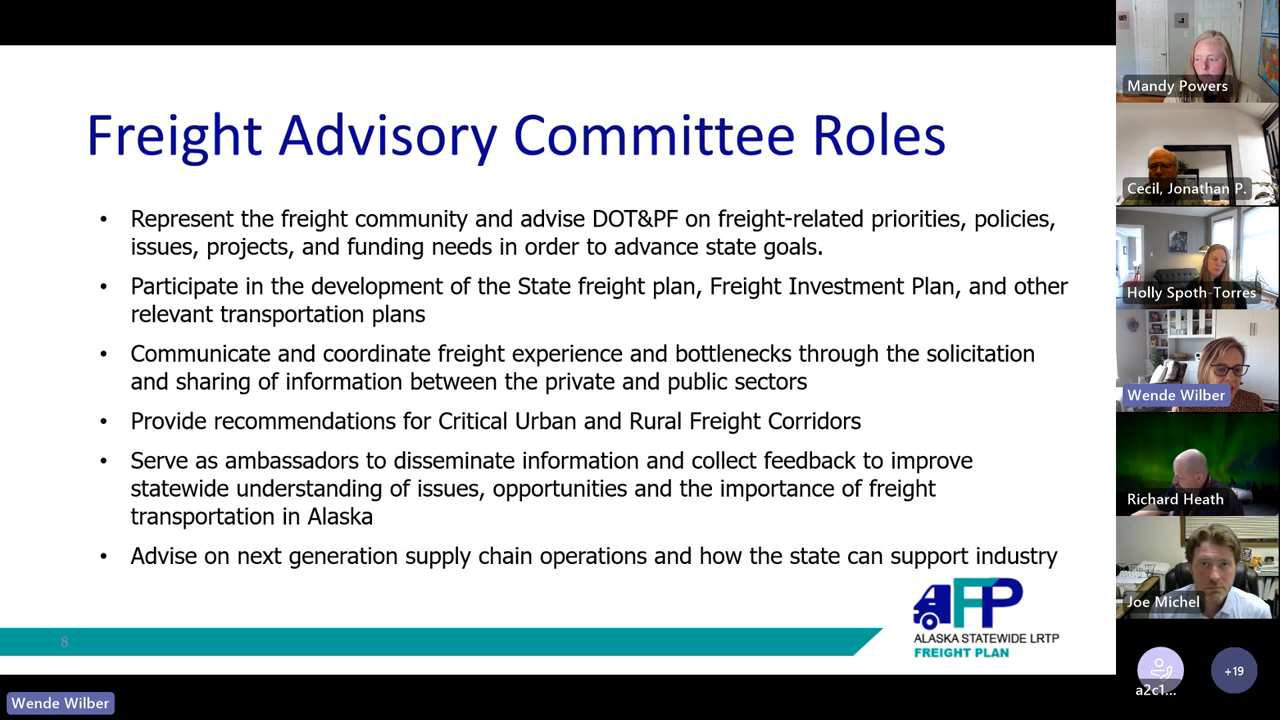 Freight Advisory Committee Roles
• Represent the freight community and advise DOT&PF on freight-related priorities, policies,
issues, projects, and funding needs in order to advance state goals.
• Participate in the development of the State freight plan, Freight Investment Plan, and other
relevant transportation plans
• Communicate and coordinate freight experience and bottlenecks through the solicitation
and sharing of information between the private and public sectors
• Provide recommendations for Critical Urban and Rural Freight Corridors
• Serve as ambassadors to disseminate information and collect feedback to improve
statewide understanding of issues, opportunities and the importance of freight
transportation in Alaska
• Advise on next generation supply chain operations and how the state can support industry
8
FP
ALASKA STATEWIDE LRTP
FREIGHT PLAN
Wende Wilber
Mandy Powers
Cecil, Jonathan P.
Holly Spoth-Torres
Wende Wilber
Richard Heath
Joe Michel
a2c1...
+19